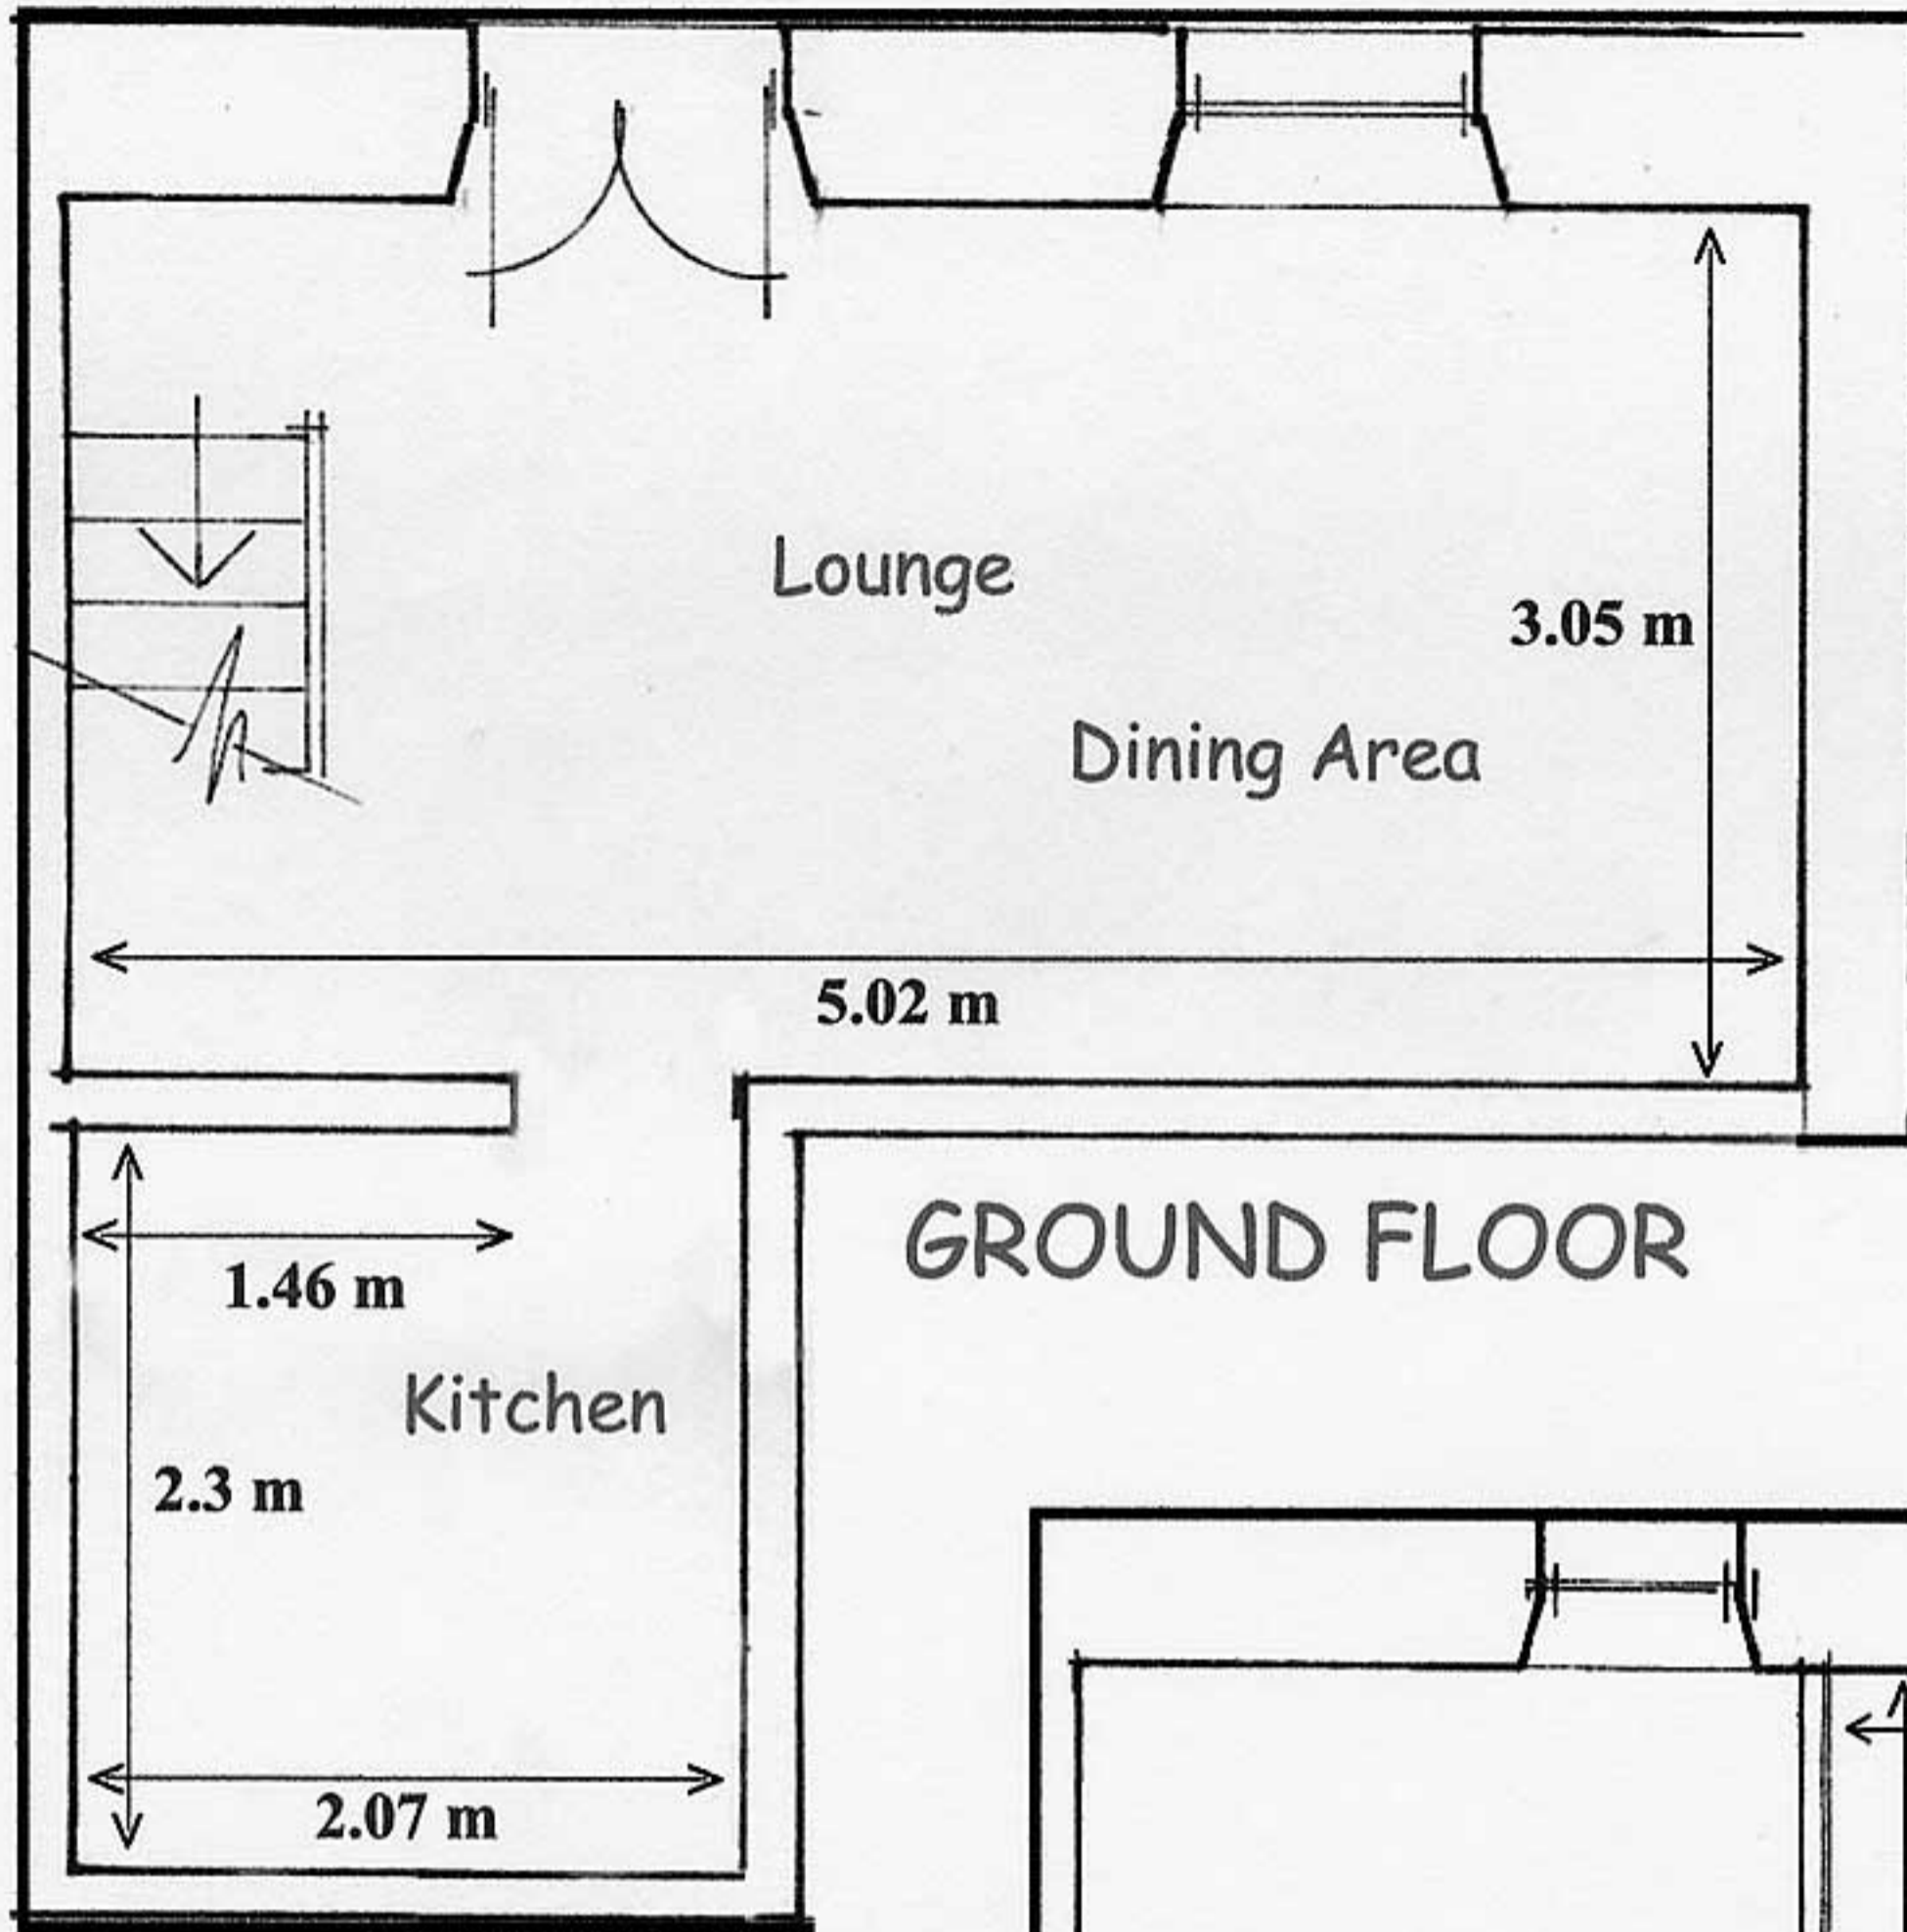 Lounge
3.05 m
Dining Area
5.02 m
GROUND FLOOR
1.46 m
Kitchen
2.3 m
2.07 m